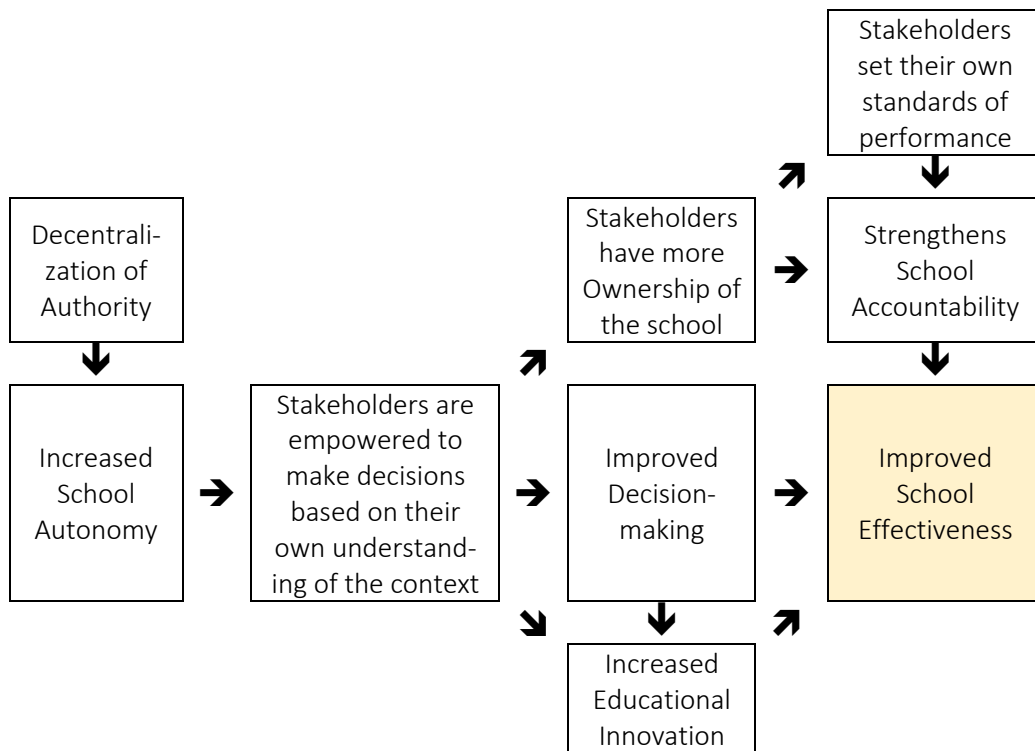 Stakeholders
set their own
standards of
performance
Decentrali-
zation of
Authority
Stakeholders
have more
Ownership of
the school
Strengthens
School
Accountability
Increased
School
Autonomy
Stakeholders are
empowered to
make decisions
based on their
own understand-
ing of the context
Improved
Decision-
making
Improved
School
Effectiveness
Increased
Educational
Innovation